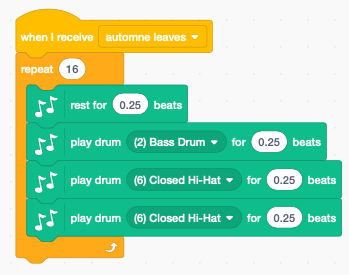 when I receive automne leaves
repeat 16
rest for 0.25 beats
play drum (2) Bass Drum for 0.25 beats
play drum (6) Closed Hi-Hat for 0.25 beats
play drum (6) Closed Hi-Hat for 0.25 beats